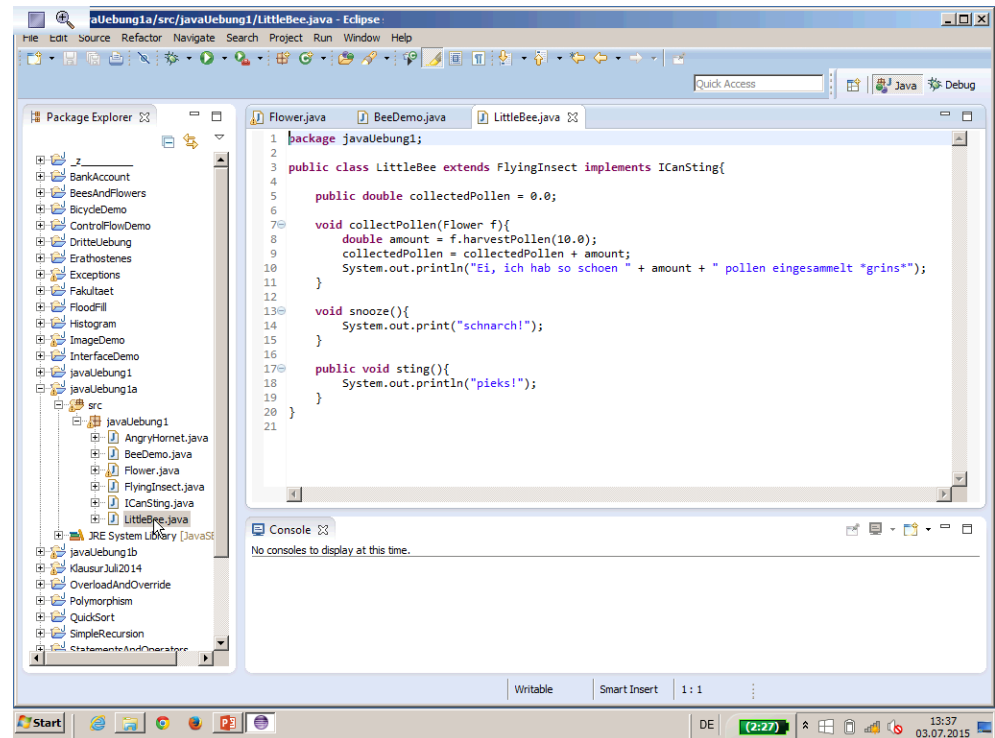 aUebung1a/src/javaUebung1/LittleBee.java - Eclipse
File Edit Source Refactor Navigate Search Project Run Window Help
Quick Access
Java
Debug
Package Explorer
_z_________
BankAccount
BeesAndFlowers
BicycleDemo
ControlFlowDemo
DritteUebung
Erathostenes
Exceptions
Fakultaet
FloodFill
Histogram
ImageDemo
InterfaceDemo
javaUebung1
javaUebung1a
src
javaUebung1
AngryHornet.java
BeeDemo.java
Flower.java
FlyingInsect.java
ICanSting.java
LittleBee.java
JRE System Library [JavaSE
javaUebung1b
KlausurJuli2014
OverloadAndOverride
Polymorphism
QuickSort
SimpleRecursion
StatementsAndOperators
Flower.java BeeDemo.java LittleBee.java
1 package javaUebung1;
2
3 public class LittleBee extends FlyingInsect implements ICanSting{
4
5 public double collectedPollen = 0.0;
6
7 void collectPollen(Flower f){
8 double amount = f.harvestPollen(10.0);
9 collectedPollen = collectedPollen + amount;
10 System.out.println("Ei, ich hab so schoen " + amount + " pollen eingesammelt *grins*");
11 }
12
13 void snooze(){
14 System.out.print("schnarch!");
15 }
16
17 public void sting(){
18 System.out.println("pieks!");
19 }
20 }
21
Console
No consoles to display at this time.
Writable Smart Insert 1 : 1
Start
DE (2:27) 13:37
03.07.2015